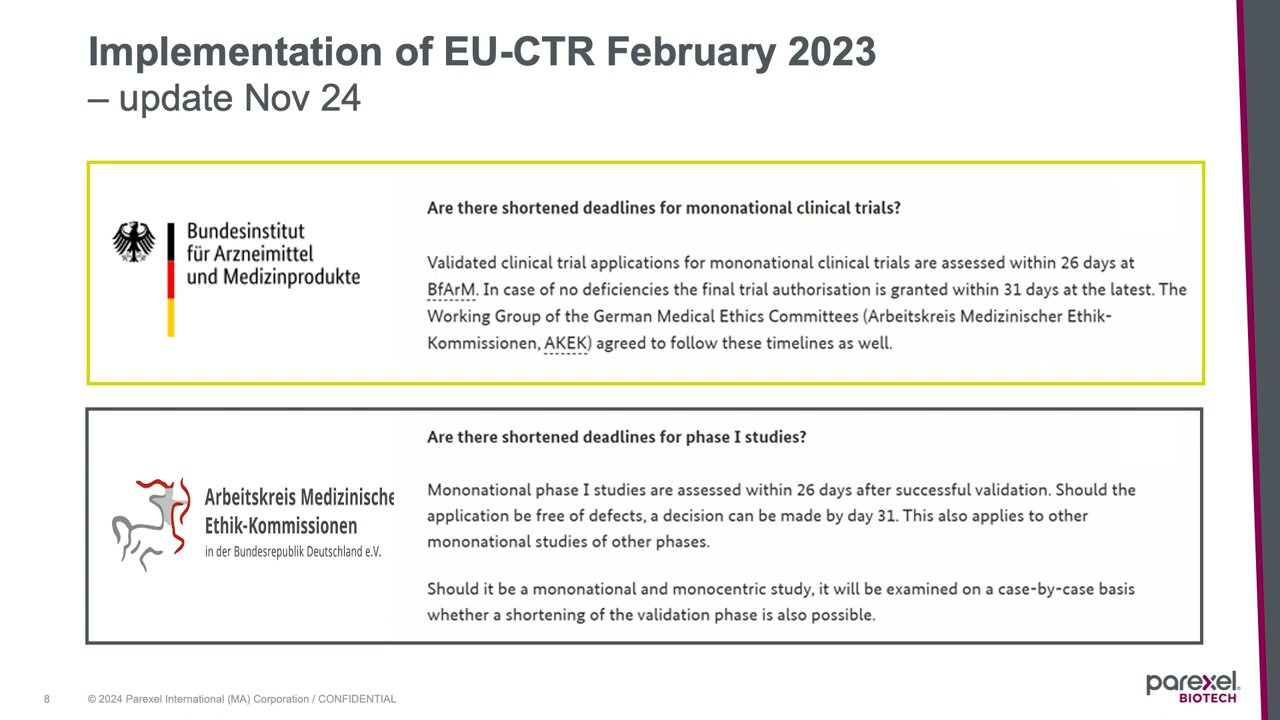 Implementation of EU-CTR February 2023
– update Nov 24
Bundesinstitut
für Arzneimittel
und Medizinprodukte
Are there shortened deadlines for mononational clinical trials?
Validated clinical trial applications for mononational clinical trials are assessed within 26 days at
BfArM. In case of no deficiencies the final trial authorisation is granted within 31 days at the latest. The
Working Group of the German Medical Ethics Committees (Arbeitskreis Medizinischer Ethik-
Kommissionen, AKEK) agreed to follow these timelines as well.
Arbeitskreis Medizinische
Ethik-Kommissionen
in der Bundesrepublik Deutschland e.V.
Are there shortened deadlines for phase I studies?
Mononational phase I studies are assessed within 26 days after successful validation. Should the
application be free of defects, a decision can be made by day 31. This also applies to other
mononational studies of other phases.
Should it be a mononational and monocentric study, it will be examined on a case-by-case basis
whether a shortening of the validation phase is also possible.
8 © 2024 Parexel International (MA) Corporation / CONFIDENTIAL
parexel®
BIOTECH